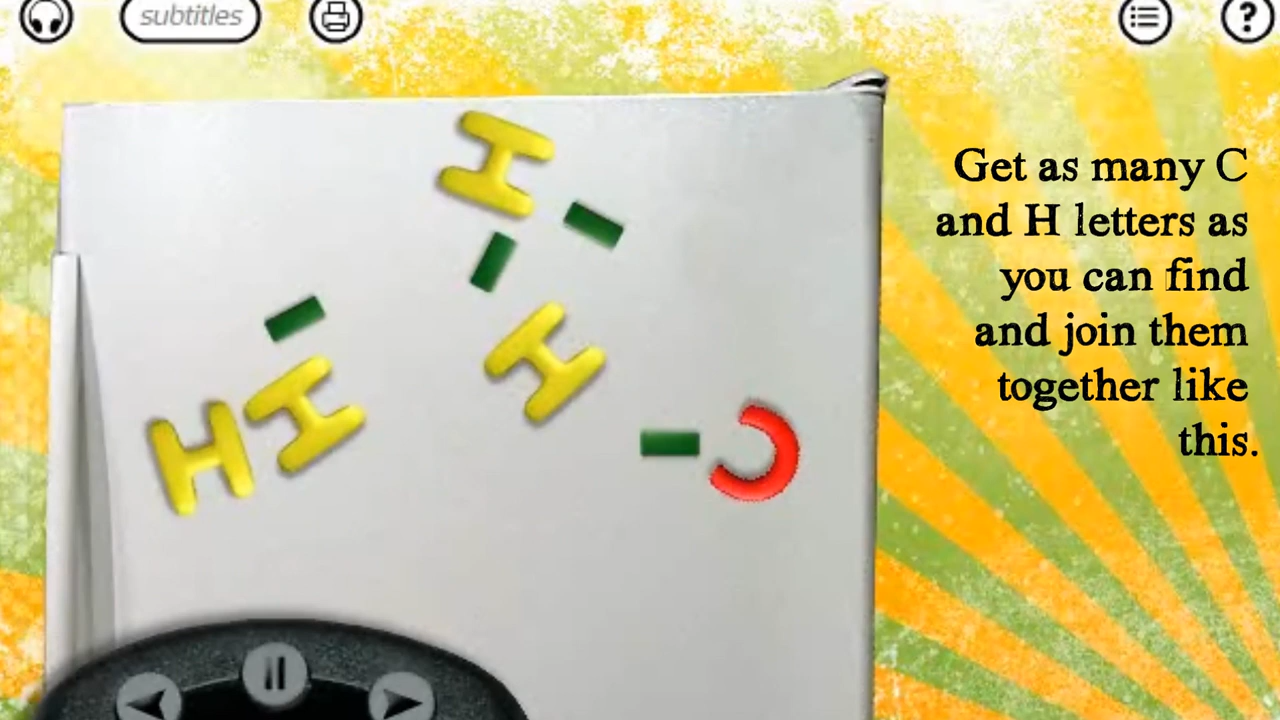 subtitles
?
H
H
H
H
C
Get as many C
and H letters as
you can find
and join them
together like
this.